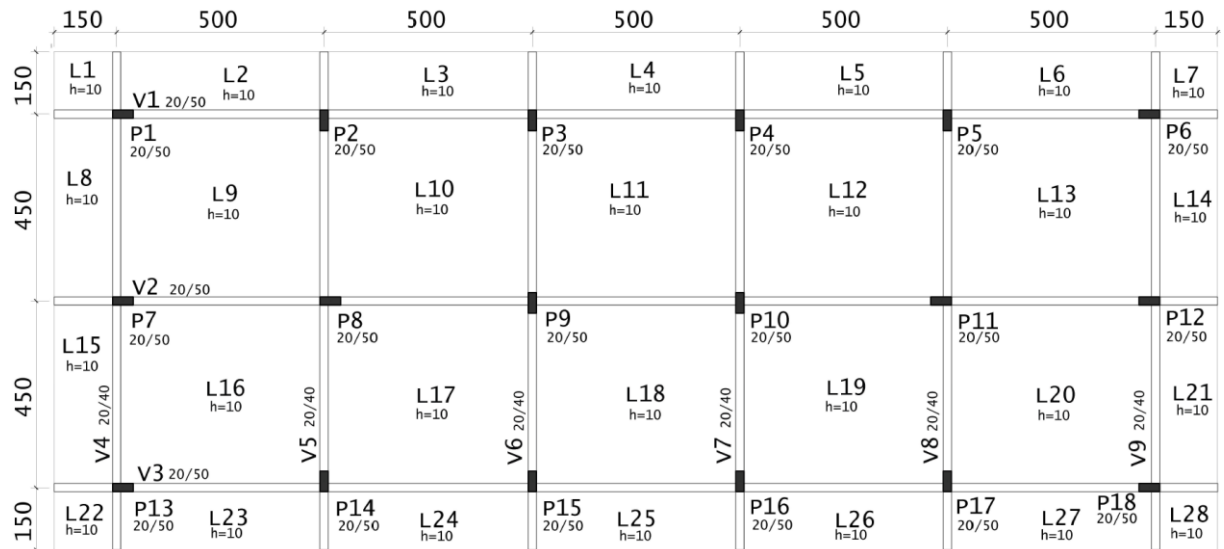 150 500 500 500 500 500 150
150
L1
h=10
L2
h=10
L3
h=10
L4
h=10
L5
h=10
L6
h=10
L7
h=10
V1 20/50
P1
20/50
P2
20/50
P3
20/50
P4
20/50
P5
20/50
P6
20/50
450
L8
h=10
L9
h=10
L10
h=10
L11
h=10
L12
h=10
L13
h=10
L14
h=10
V2 20/50
P7
20/50
P8
20/50
P9
20/50
P10
20/50
P11
20/50
P12
20/50
450
L15
h=10
L16
h=10
L17
h=10
L18
h=10
L19
h=10
L20
h=10
L21
h=10
V4 20/40
V5 20/40
V6 20/40
V7 20/40
V8 20/40
V9 20/40
V3 20/50
P13
20/50
P14
20/50
P15
20/50
P16
20/50
P17
20/50
P18
20/50
150
L22
h=10
L23
h=10
L24
h=10
L25
h=10
L26
h=10
L27
h=10
L28
h=10